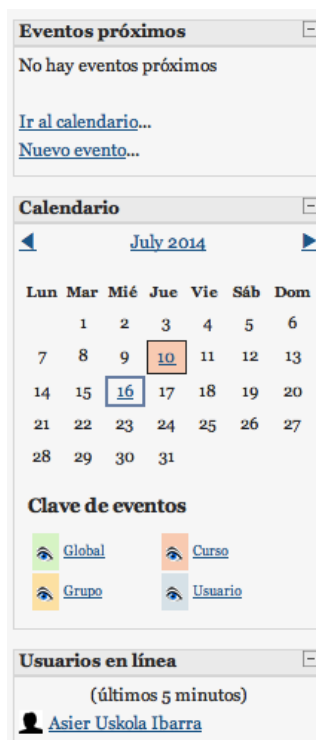 Eventos próximos
No hay eventos próximos
Ir al calendario...
Nuevo evento...
Calendario
July 2014
Lun Mar Mié Jue Vie Sáb Dom
1 2 3 4 5 6
7 8 9 10 11 12 13
14 15 16 17 18 19 20
21 22 23 24 25 26 27
28 29 30 31
Clave de eventos
Global Curso
Grupo Usuario
Usuarios en línea
(últimos 5 minutos)
Asier Uskola Ibarra